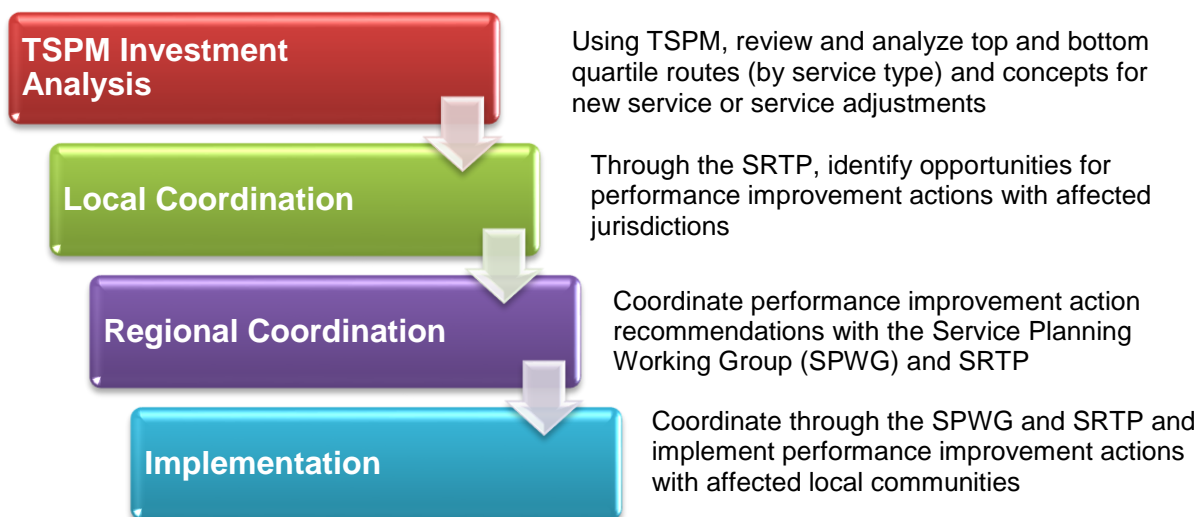 TSPM Investment
Analysis
Using TSPM, review and analyze top and bottom
quartile routes (by service type) and concepts for
new service or service adjustments
Local Coordination
Through the SRTP, identify opportunities for
performance improvement actions with affected
jurisdictions
Regional Coordination
Coordinate performance improvement action
recommendations with the Service Planning
Working Group (SPWG) and SRTP
Implementation
Coordinate through the SPWG and SRTP and
implement performance improvement actions
with affected local communities